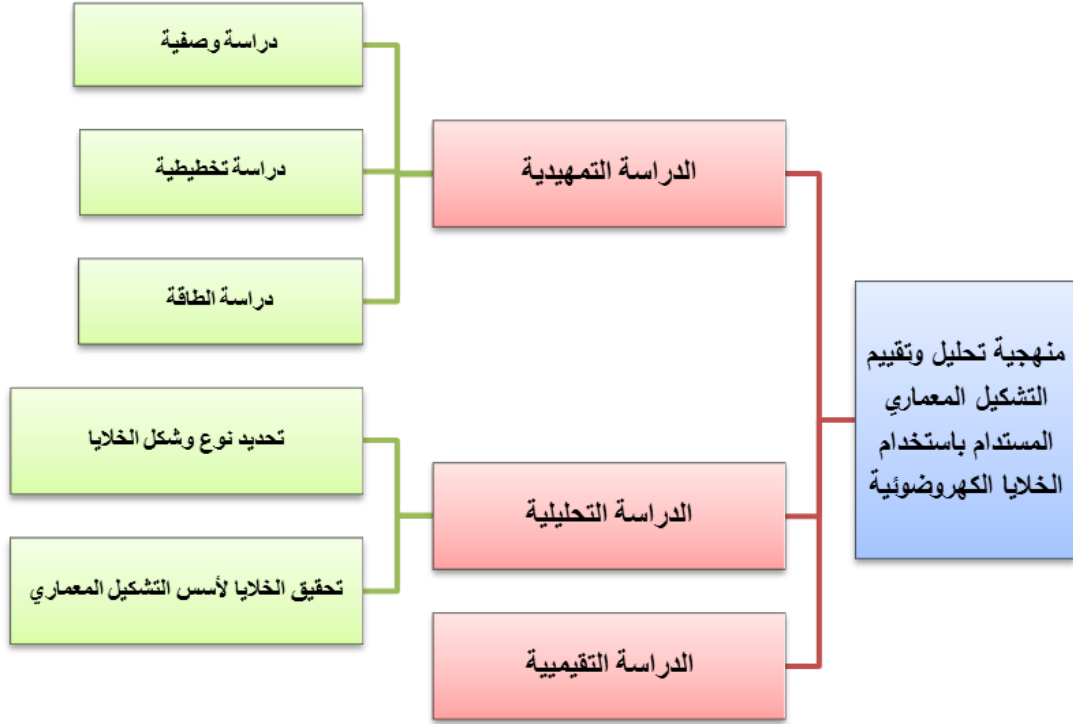 منهجية تحليل وتقييم
التشكيل المعماري
المستدام باستخدام
الخلايا الكهروضوئية
الدراسة التمهيدية
دراسة وصفية
دراسة تخطيطية
دراسة الطاقة
الدراسة التحليلية
تحديد نوع وشكل الخلايا
تحقيق الخلايا لأسس التشكيل المعماري
الدراسة التقيميية